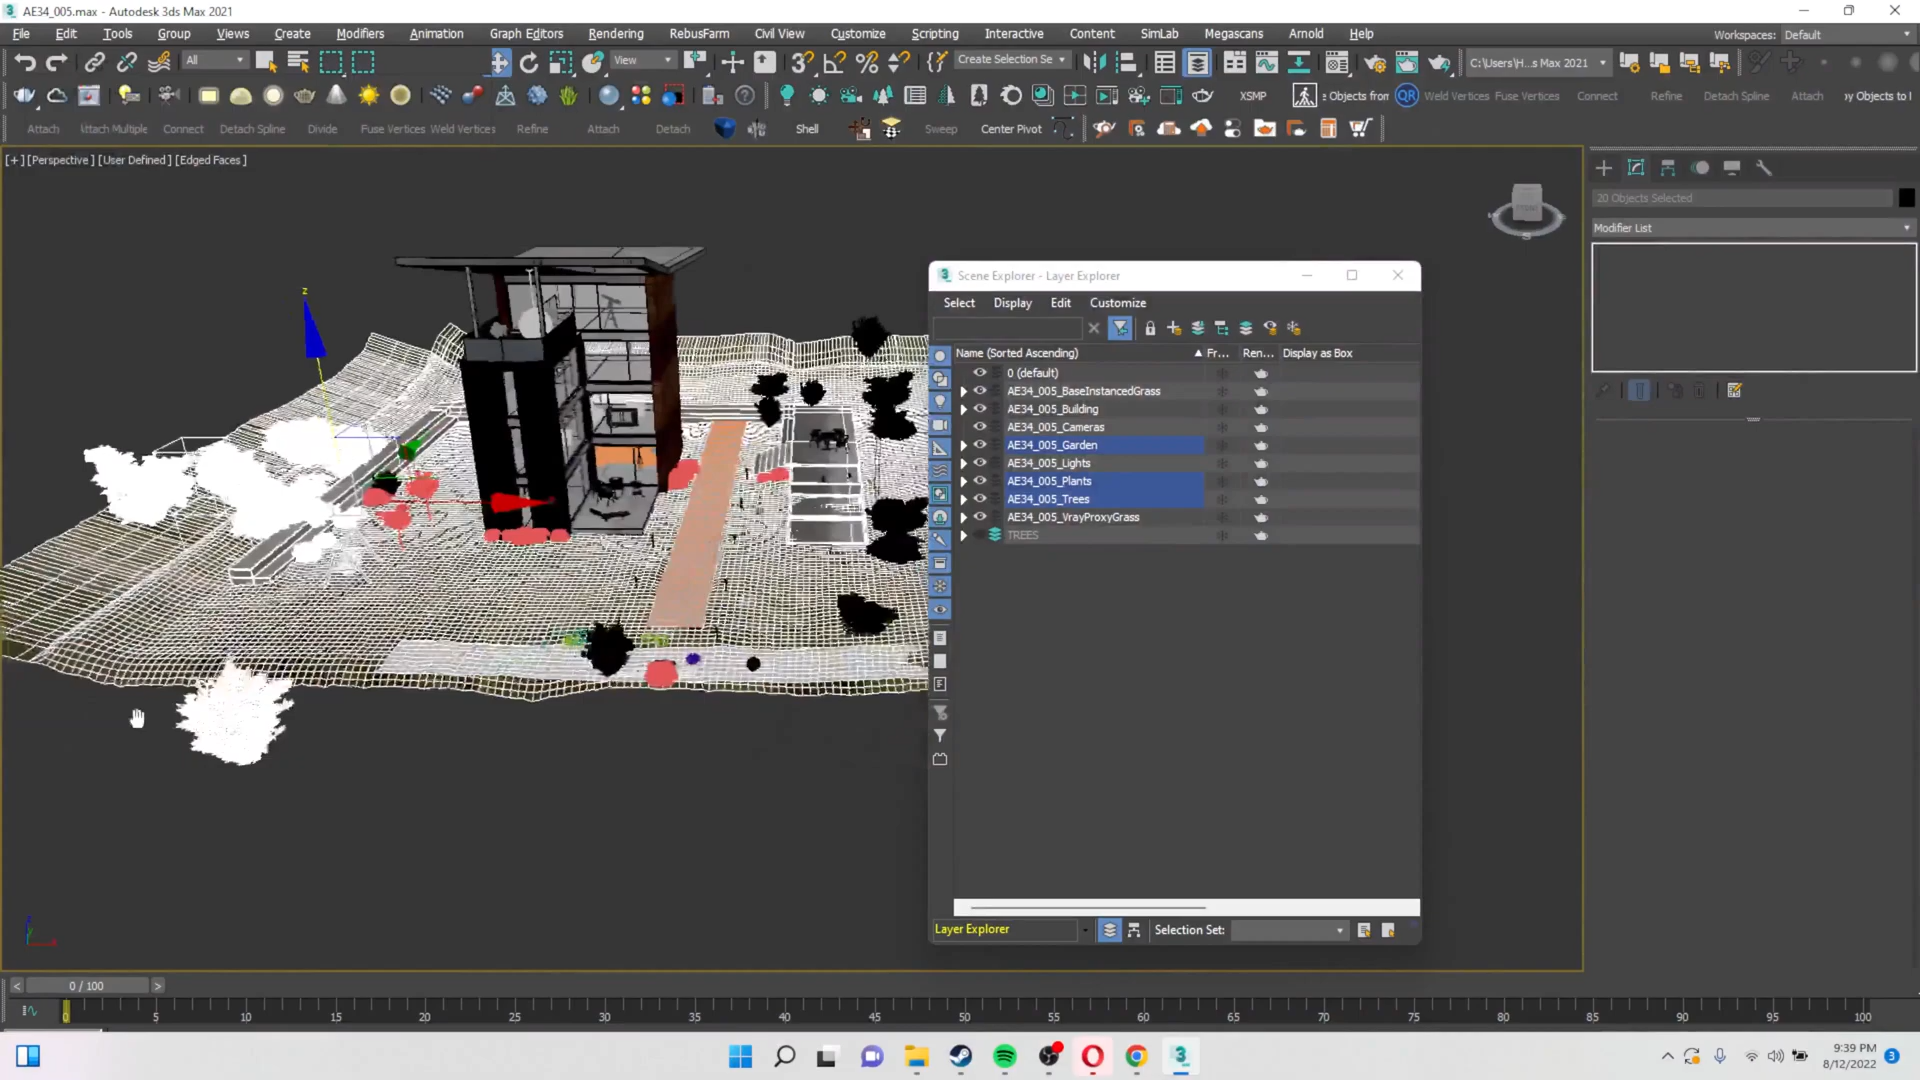 AE34_005.max - Autodesk 3ds Max 2021
File Edit Tools Group Views Create Modifiers Animation Graph Editors Rendering RebusFarm Civil View Customize Scripting Interactive Content SimLab Megascans Arnold Help
Workspaces: Default
All View Create Selection Se C:\Users\H...s Max 2021
XSMP e Objects fron QR Weld Vertices Fuse Vertices Connect Refine Detach Spline Attach py Objects to l
Attach Attach Multiple Connect Detach Spline Divide Fuse Vertices Weld Vertices Refine Attach Detach Shell Sweep Center Pivot
[+] [Perspective] [User Defined] [Edged Faces]
20 Objects Selected
Modifier List
z
Scene Explorer - Layer Explorer
Select Display Edit Customize
Name (Sorted Ascending) Fr... Ren... Display as Box
0 (default)
AE34_005_BaseInstancedGrass
AE34_005_Building
AE34_005_Cameras
AE34_005_Garden
AE34_005_Lights
AE34_005_Plants
AE34_005_Trees
AE34_005_VrayProxyGrass
TREES
Layer Explorer Selection Set:
< 0 / 100 >
0 5 10 15 20 25 30 35 40 45 50 55 60 65 70 75 80 85 90 95 100
9:39 PM
8/12/2022
3